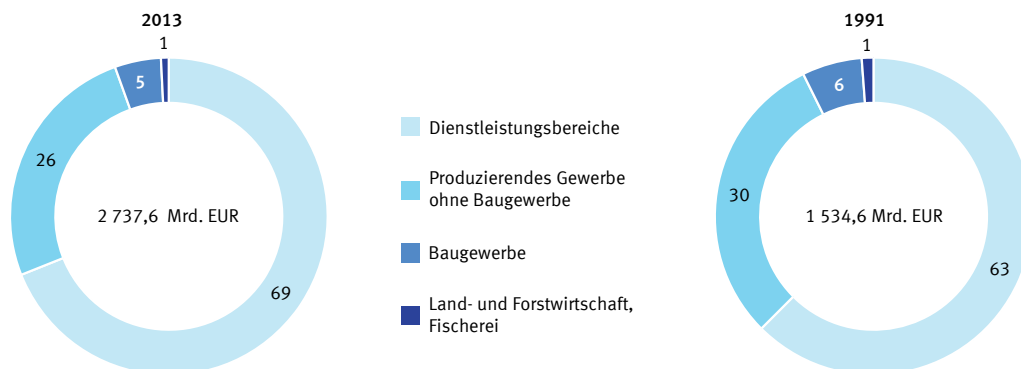 2013
1
5
26
2 737,6 Mrd. EUR
69
Dienstleistungsbereiche
Produzierendes Gewerbe
ohne Baugewerbe
Baugewerbe
Land- und Forstwirtschaft,
Fischerei
1991
1
6
30
1 534,6 Mrd. EUR
63